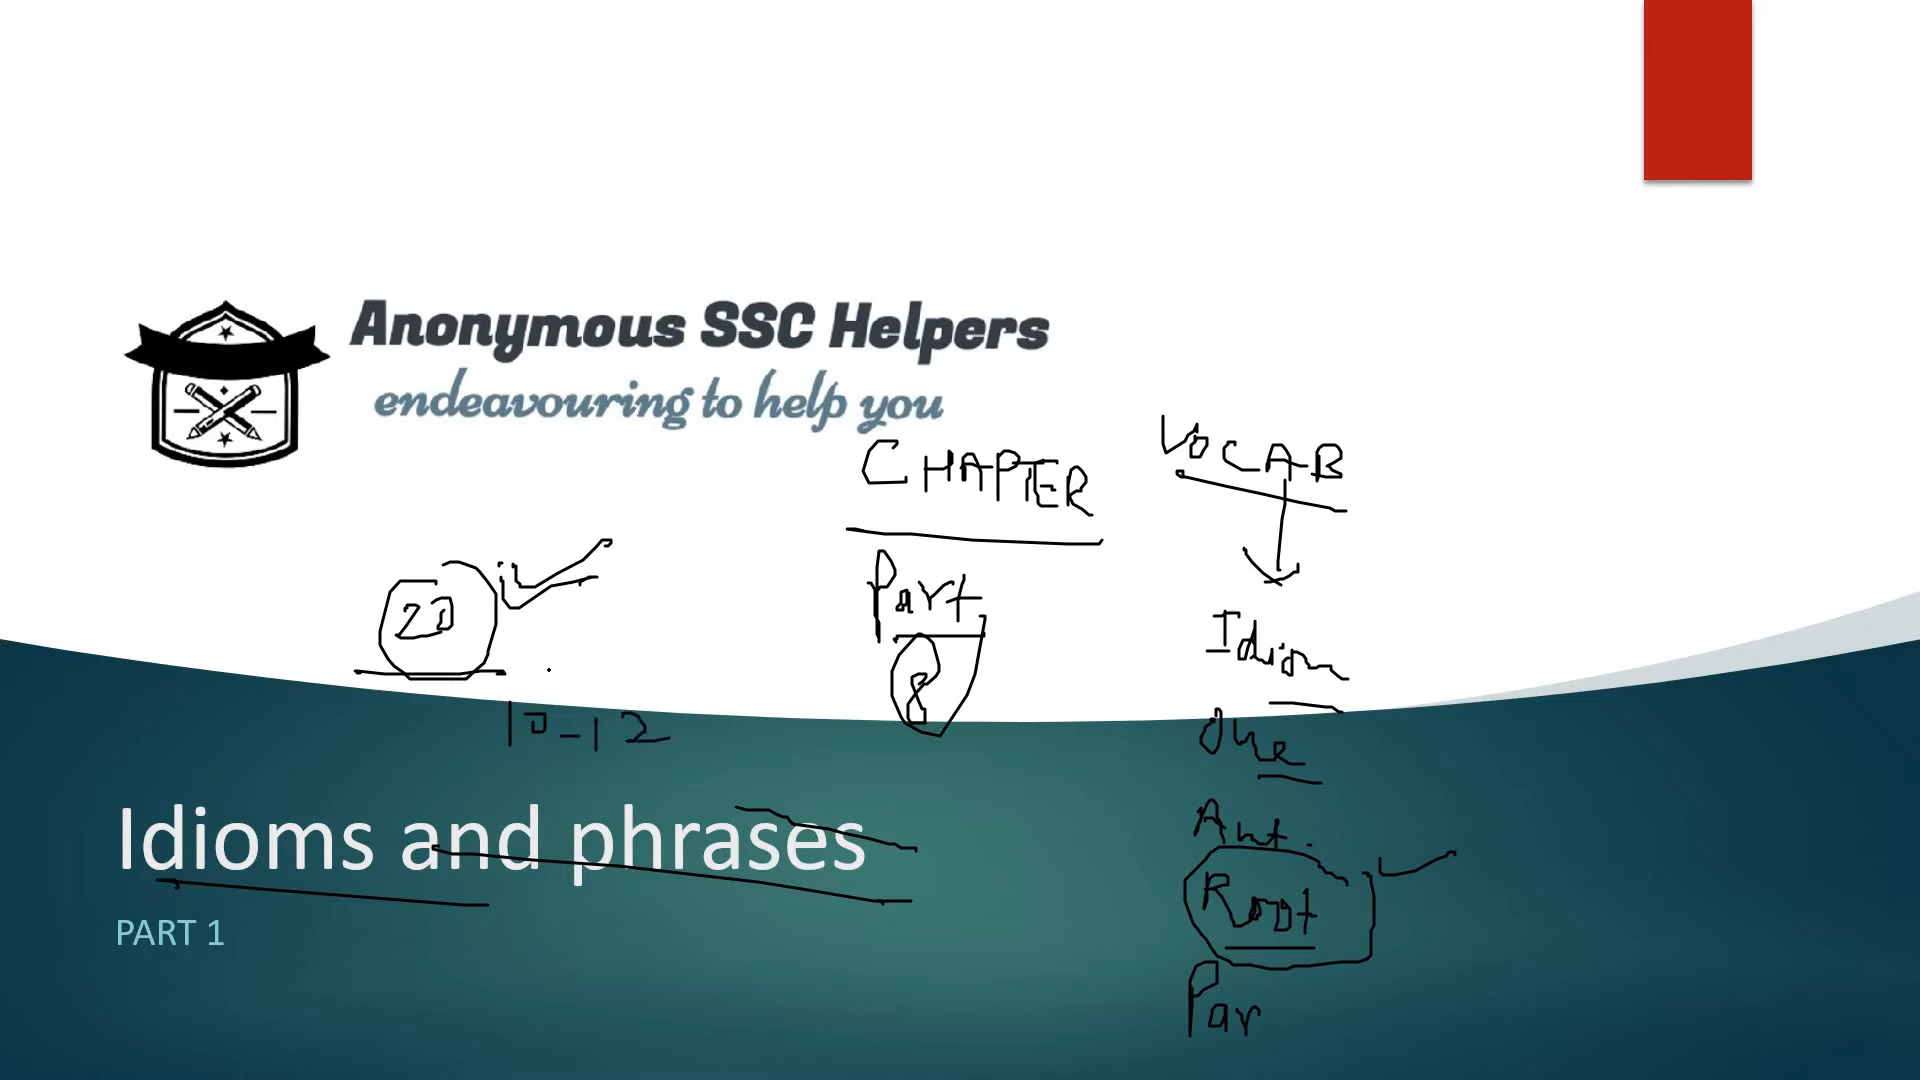 Anonymous SSC Helpers
endeavouring to help you
CHAPTER
VOCAB
20
Part
8
Idiom
One
10-12
Ant.
Idioms and phrases
Root
PART 1
Par